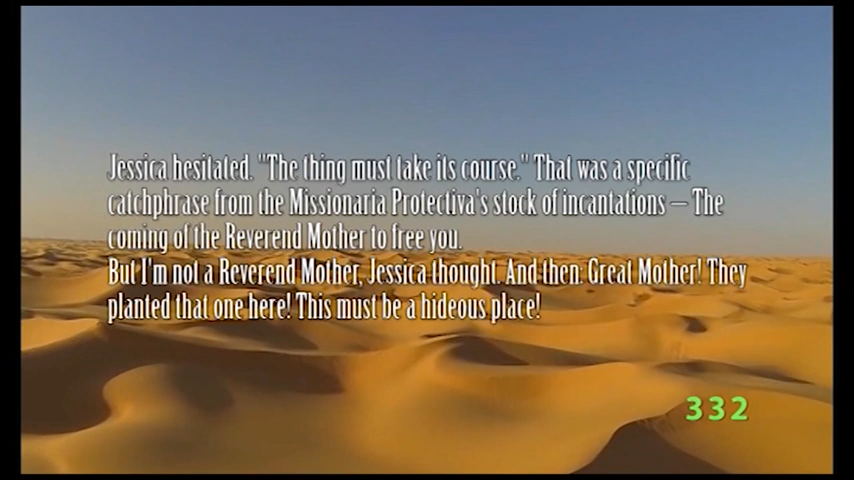 Jessica hesitated. "The thing must take its course." That was a specific
catchphrase from the Missionaria Protectiva's stock of incantations – The
coming of the Reverend Mother to free you.
But I'm not a Reverend Mother, Jessica thought. And then: Great Mother! They
planted that one here! This must be a hideous place!
332